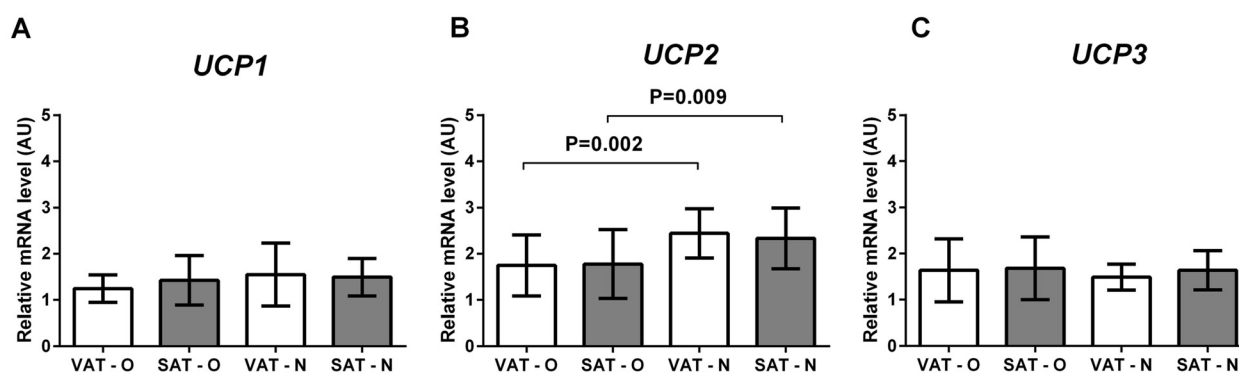 A
UCP1
Relative mRNA level (AU)
5
4
3
2
1
0
VAT - O SAT - O VAT - N SAT - N
B
UCP2
P=0.009
P=0.002
Relative mRNA level (AU)
5
4
3
2
1
0
VAT - O SAT - O VAT - N SAT - N
C
UCP3
Relative mRNA level (AU)
5
4
3
2
1
0
VAT - O SAT - O VAT - N SAT - N